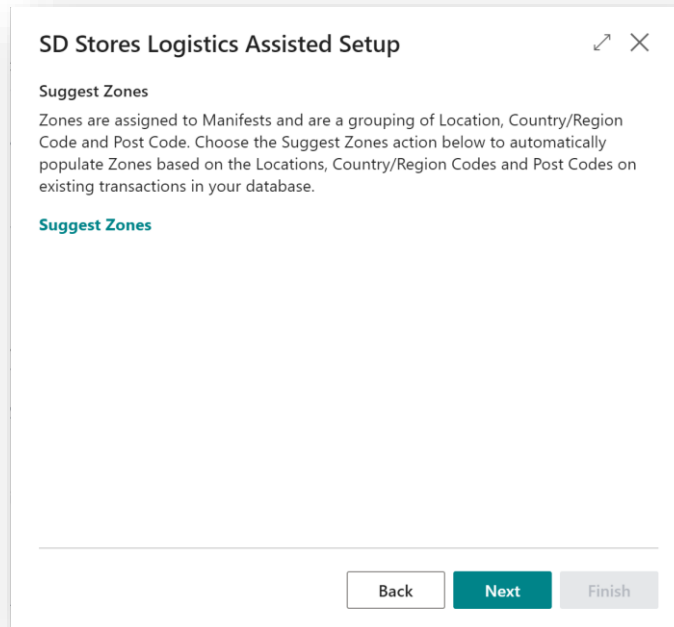 SD Stores Logistics Assisted Setup
Suggest Zones
Zones are assigned to Manifests and are a grouping of Location, Country/Region
Code and Post Code. Choose the Suggest Zones action below to automatically
populate Zones based on the Locations, Country/Region Codes and Post Codes on
existing transactions in your database.
Suggest Zones
Back Next Finish